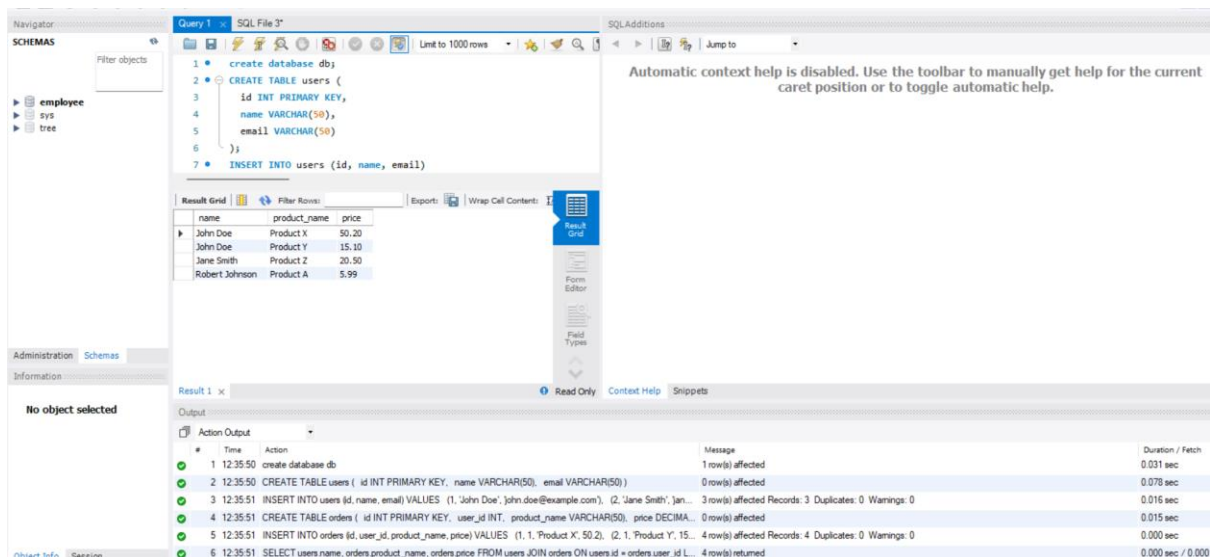 Navigator
SCHEMAS
Filter objects
employee
sys
tree
Administration Schemas
Information
No object selected
Object Info Session
Query 1 SQL File 3*
Limit to 1000 rows
1 create database db;
2 CREATE TABLE users (
3 id INT PRIMARY KEY,
4 name VARCHAR(50),
5 email VARCHAR(50)
6 );
7 INSERT INTO users (id, name, email)
Result Grid Filter Rows: Export: Wrap Cell Content:
name product_name price
John Doe Product X 50.20
John Doe Product Y 15.10
Jane Smith Product Z 20.50
Robert Johnson Product A 5.99
Result
Grid
Form
Editor
Field
Types
Result 1 Read Only
SQLAdditions
Jump to
Automatic context help is disabled. Use the toolbar to manually get help for the current
caret position or to toggle automatic help.
Context Help Snippets
Output
Action Output
# Time Action Message Duration / Fetch
1 12:35:50 create database db 1 row(s) affected 0.031 sec
2 12:35:50 CREATE TABLE users ( id INT PRIMARY KEY, name VARCHAR(50), email VARCHAR(50) ) 0 row(s) affected 0.078 sec
3 12:35:51 INSERT INTO users (id, name, email) VALUES (1, 'John Doe', 'john.doe@example.com'), (2, 'Jane Smith', 'jan... 3 row(s) affected Records: 3 Duplicates: 0 Warnings: 0 0.016 sec
4 12:35:51 CREATE TABLE orders ( id INT PRIMARY KEY, user_id INT, product_name VARCHAR(50), price DECIMA... 0 row(s) affected 0.015 sec
5 12:35:51 INSERT INTO orders (id, user_id, product_name, price) VALUES (1, 1, 'Product X', 50.2), (2, 1, 'Product Y', 15... 4 row(s) affected Records: 4 Duplicates: 0 Warnings: 0 0.000 sec
6 12:35:51 SELECT users.name, orders.product_name, orders.price FROM users JOIN orders ON users.id = orders.user_id L... 4 row(s) returned 0.000 sec / 0.000